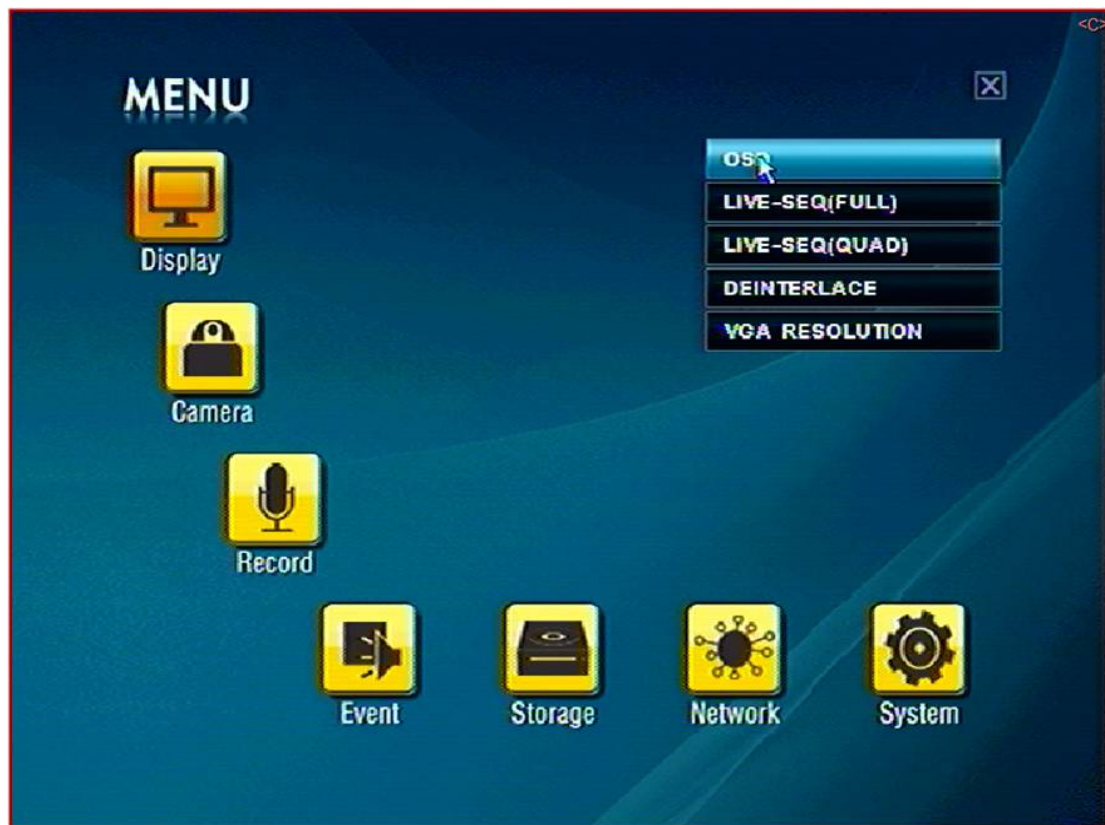 <C>
MENU
OSD
LIVE-SEQ(FULL)
LIVE-SEQ(QUAD)
DEINTERLACE
VGA RESOLUTION
Display
Camera
Record
Event
Storage
Network
System